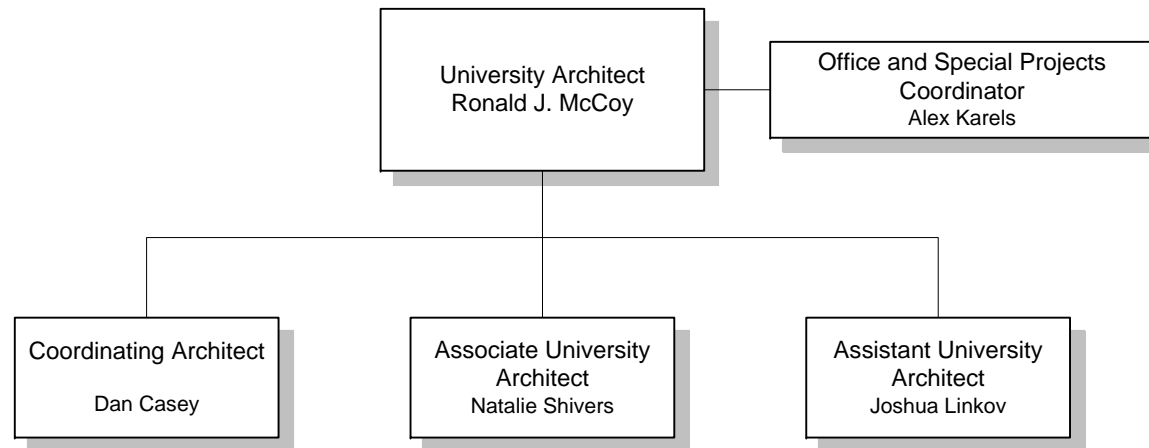 University Architect
Ronald J. McCoy
Office and Special Projects
Coordinator
Alex Karels
Coordinating Architect
Dan Casey
Associate University
Architect
Natalie Shivers
Assistant University
Architect
Joshua Linkov